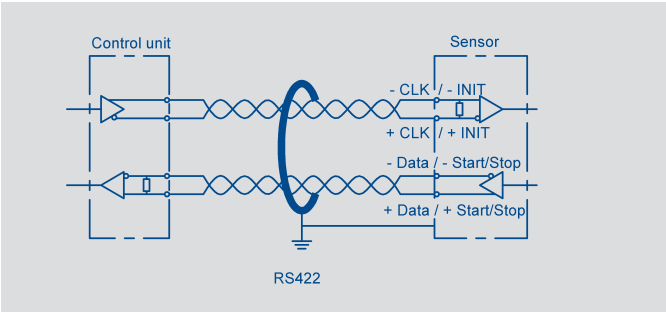 Control unit
Sensor
- CLK / - INIT
+ CLK / + INIT
- Data / - Start/Stop
+ Data / + Start/Stop
RS422